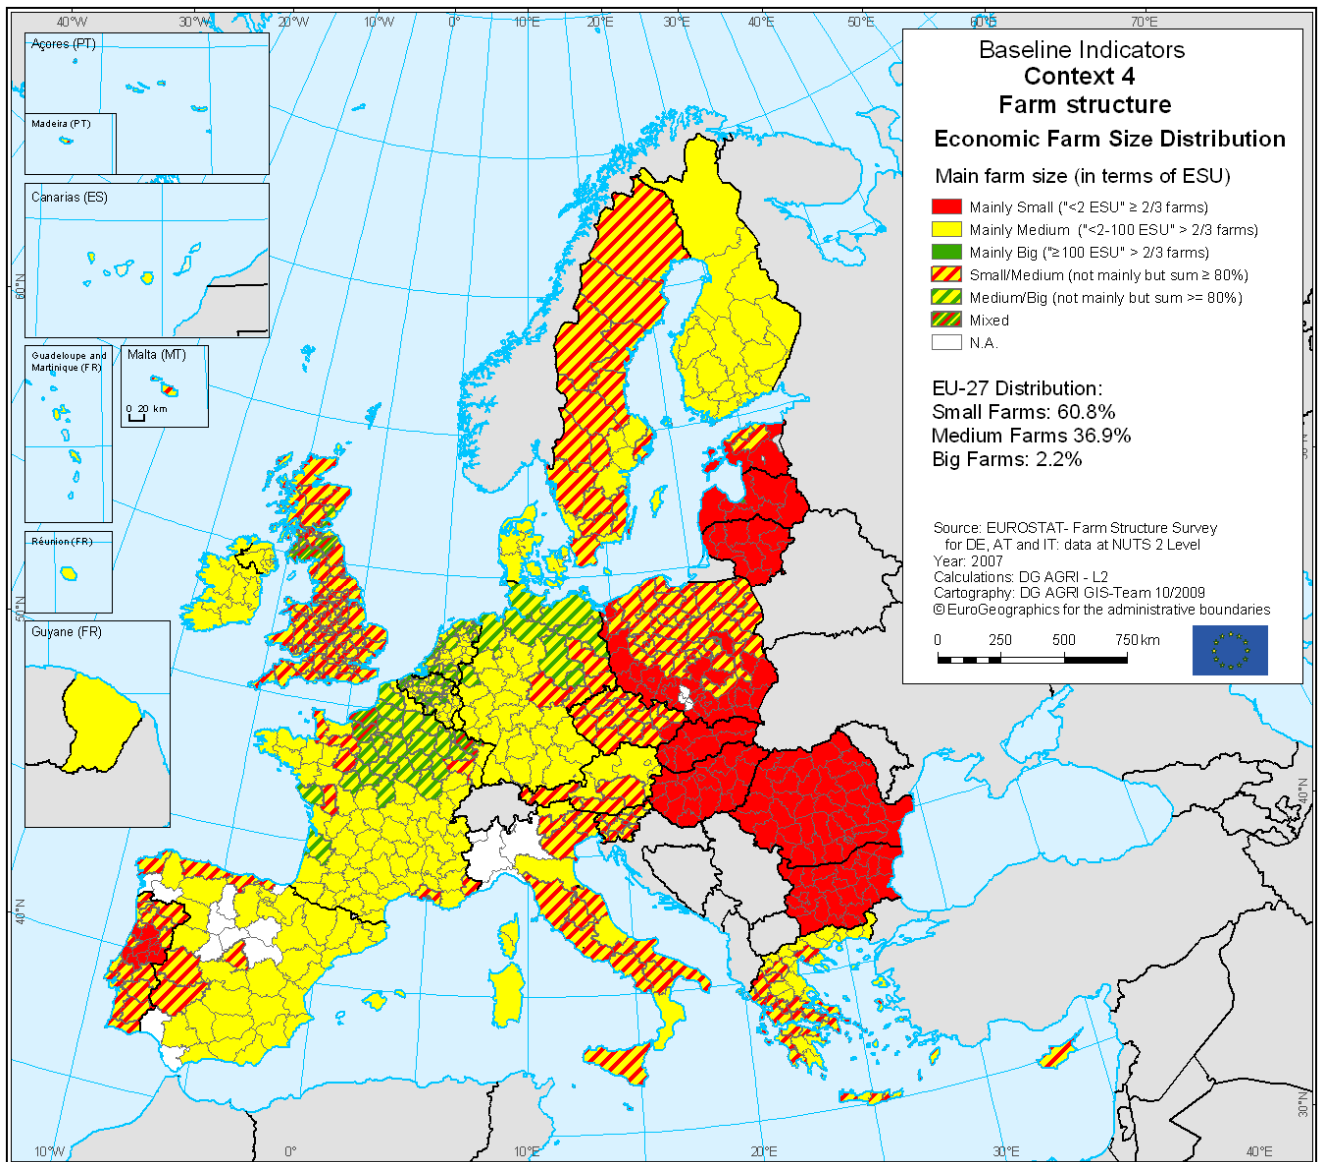 40°W
30°W
20°W
10°W
0°
10°E
20°E
30°E
40°E
50°E
60°E
70°E
Açores (PT)
Madeira (PT)
Canarias (ES)
Guadeloupe and
Martinique (FR)
Malta (MT)
0 20 km
Réunion (FR)
Guyane (FR)
Baseline Indicators
Context 4
Farm structure
Economic Farm Size Distribution
Main farm size (in terms of ESU)
Mainly Small ("<2 ESU" ≥ 2/3 farms)
Mainly Medium ("<2-100 ESU" > 2/3 farms)
Mainly Big ("≥100 ESU" > 2/3 farms)
Small/Medium (not mainly but sum ≥ 80%)
Medium/Big (not mainly but sum >= 80%)
Mixed
N.A.
EU-27 Distribution:
Small Farms: 60.8%
Medium Farms 36.9%
Big Farms: 2.2%
Source: EUROSTAT- Farm Structure Survey
for DE, AT and IT: data at NUTS 2 Level
Year: 2007
Calculations: DG AGRI - L2
Cartography: DG AGRI GIS-Team 10/2009
© EuroGeographics for the administrative boundaries
0 250 500 750 km
60°N
50°N
40°N
40°N
30°N
10°W
0°
10°E
20°E
30°E
40°E